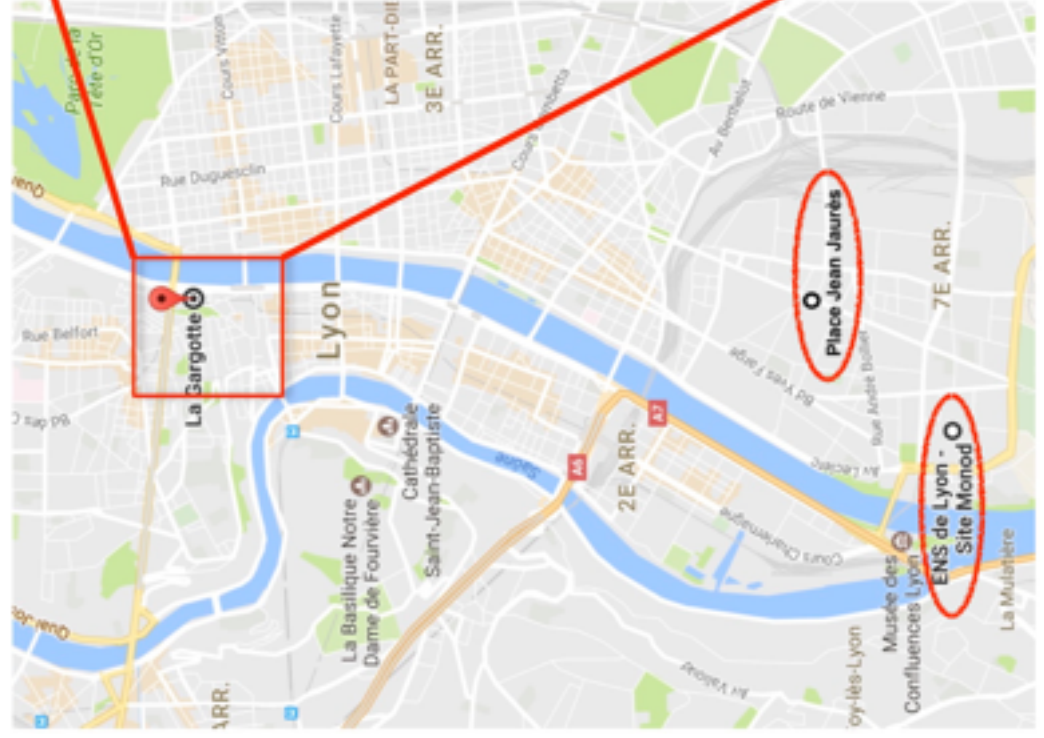 Parc de la
Tête d'Or
Cours Vitton
Cours Lafayette
LA PART-DIE
3E ARR.
Av Berthelot
Route de Vienne
Rue Duguesclin
Place Jean Jaurès
7E ARR.
Lyon
Rue Belfort
La Gargotte
Bd Yves Farge
Rue André Bollier
Bd des C
Cathédrale
Saint-Jean-Baptiste
La Basilique Notre
Dame de Fourvière
Saône
A6
A7
2E ARR.
Av Leclerc
ENS de Lyon -
Site Monod
Cours Charlemagne
Musée des
Confluences Lyon
La Mulatière
Quai Jay
Av Valioud
oy-lès-Lyon
ARR.